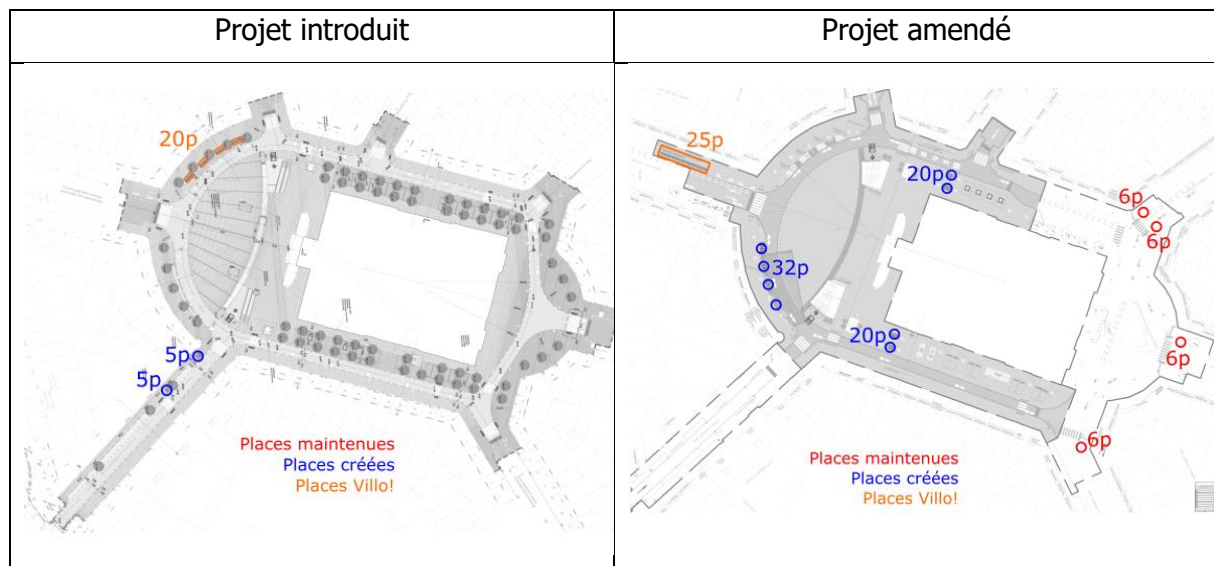 Projet introduit
Projet amendé
20p
5p
5p
Places maintenues
Places créées
Places Villo!
25p
20p
6p
6p
32p
20p
6p
6p
Places maintenues
Places créées
Places Villo!